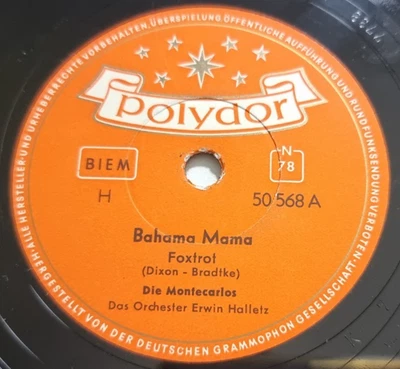 ALLE HERSTELLER- UND URHEBERRECHTE VORBEHALTEN, ÜBERSPIELUNG, ÖFFENTLICHE AUFFÜHRUNG UND RUNDFUNKSENDUNG VERBOTEN.
Polydor
BIEM
N
78
H
50 568 A
Bahama Mama
Foxtrot
(Dixon - Bradtke)
Die Montecarlos
Das Orchester Erwin Halletz
HERGESTELLT VON DER DEUTSCHEN GRAMMOPHON GESELLSCHAFT